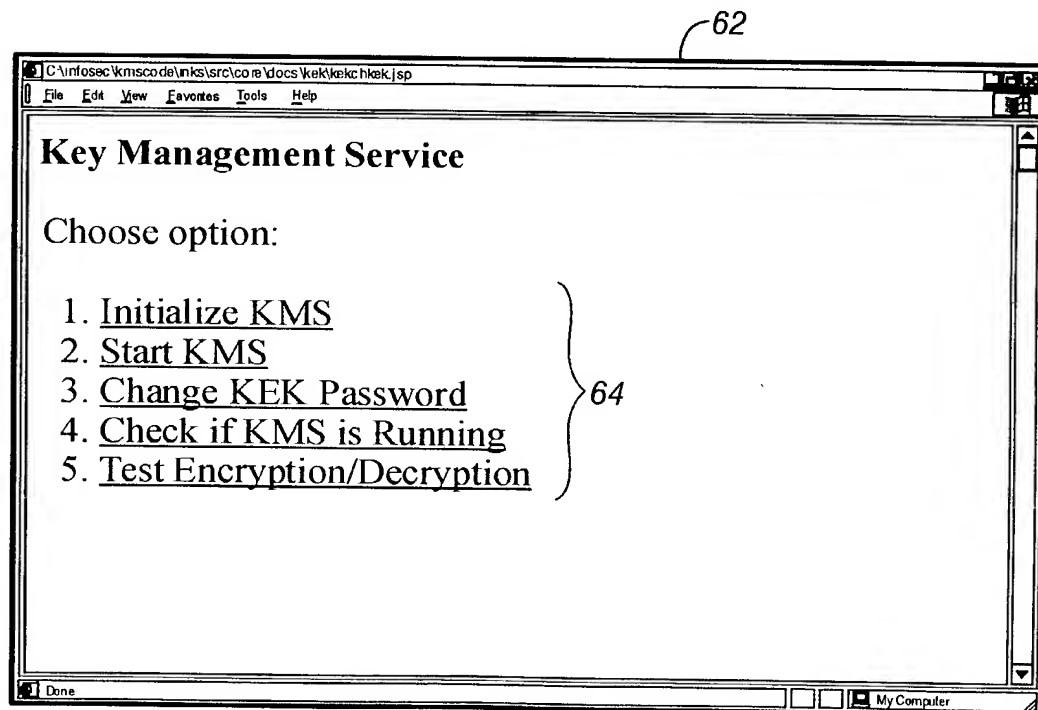 62
C:\infosec\kmscode\nks\src\core\docs\kek\kekchkek.jsp
File Edit View Favorites Tools Help
Key Management Service
Choose option:
1. Initialize KMS
2. Start KMS
3. Change KEK Password
4. Check if KMS is Running
5. Test Encryption/Decryption
64
Done
My Computer